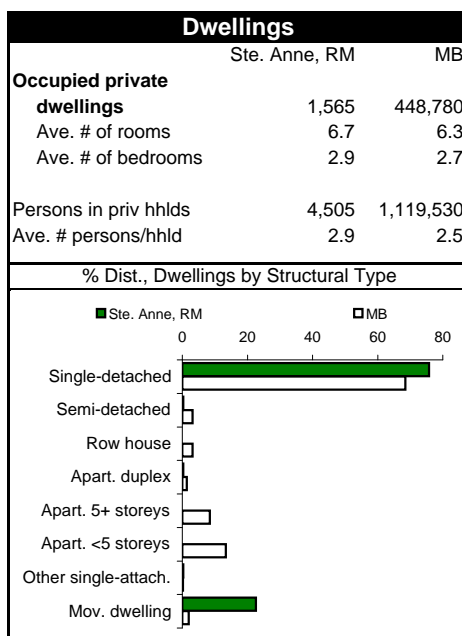 Dwellings
Ste. Anne, RM MB
Occupied private
dwellings 1,565 448,780
Ave. # of rooms 6.7 6.3
Ave. # of bedrooms 2.9 2.7
Persons in priv hhlds 4,505 1,119,530
Ave. # persons/hhld 2.9 2.5
% Dist., Dwellings by Structural Type
Ste. Anne, RM MB
0 20 40 60 80
Single-detached
Semi-detached
Row house
Apart. duplex
Apart. 5+ storeys
Apart. <5 storeys
Other single-attach.
Mov. dwelling